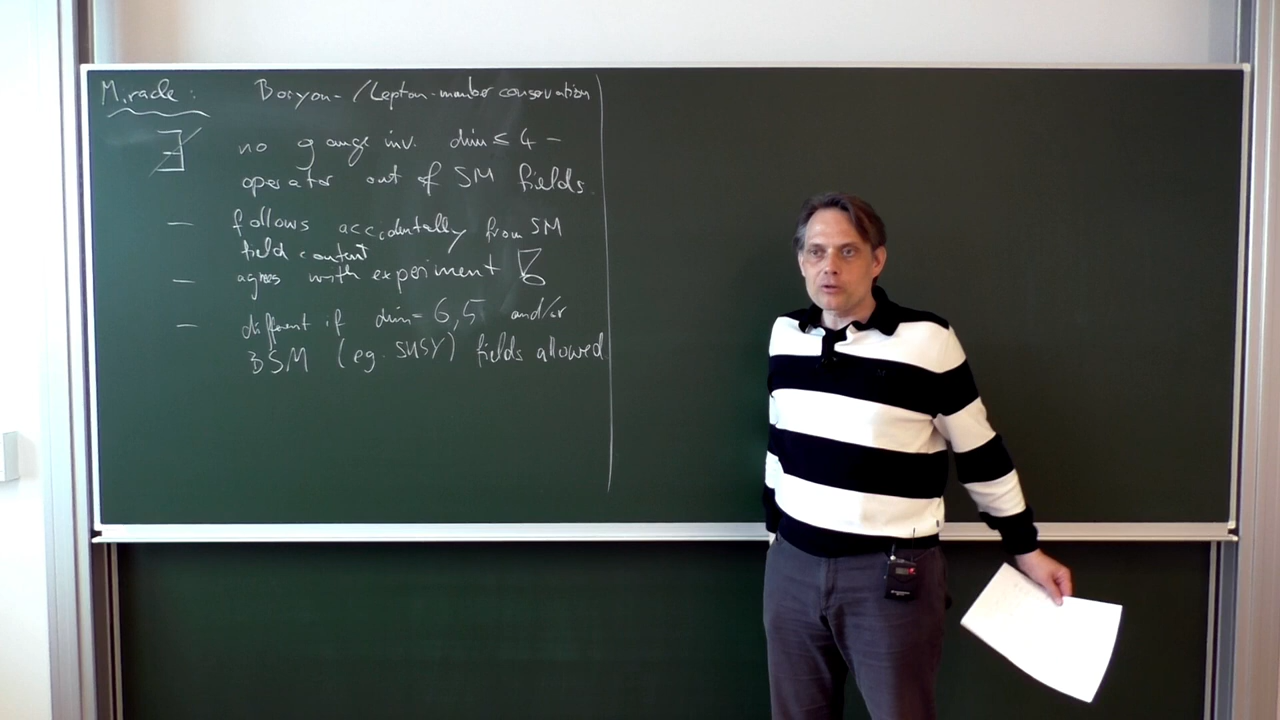 Miracle: Baryon-/Lepton-number conservation
∄ no gauge inv. dim ≤ 4 -
operator out of SM fields.
— follows accidentally from SM
field content
— agrees with experiment !
— different if dim = 6,5 and/or
BSM (eg. SUSY) fields allowed.